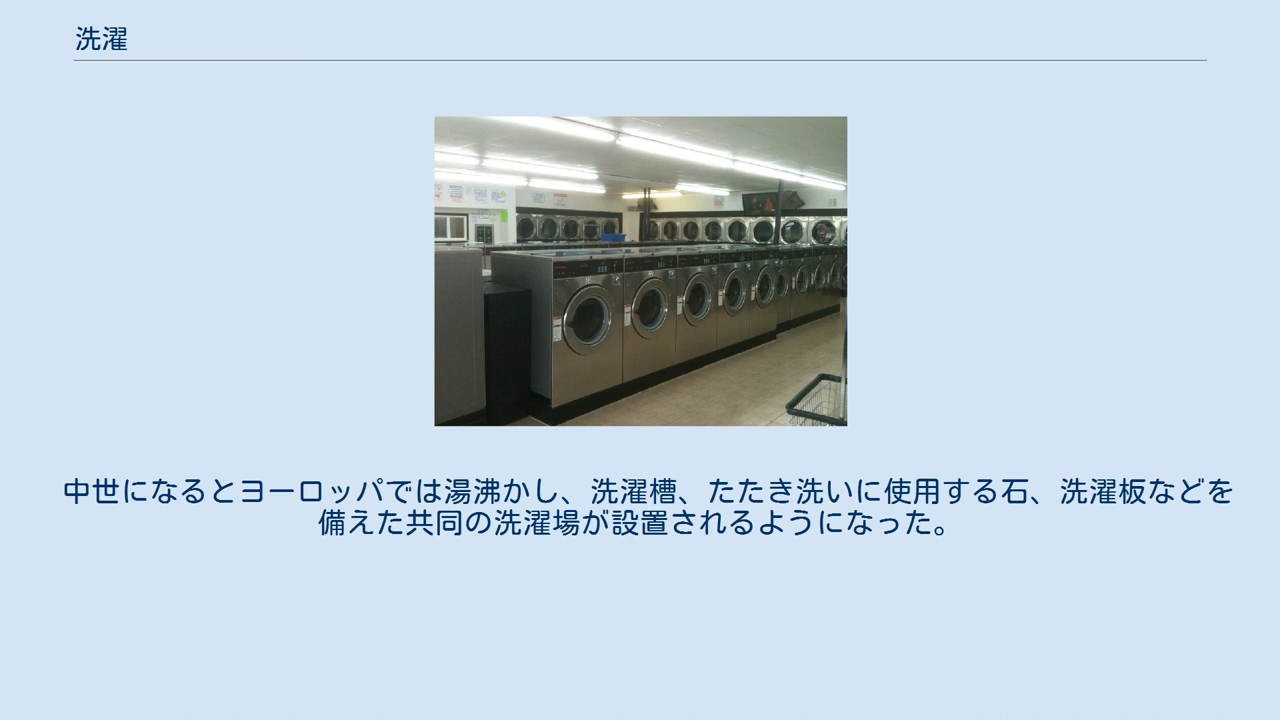 洗濯
中世になるとヨーロッパでは湯沸かし、洗濯槽、たたき洗いに使用する石、洗濯板などを
備えた共同の洗濯場が設置されるようになった。